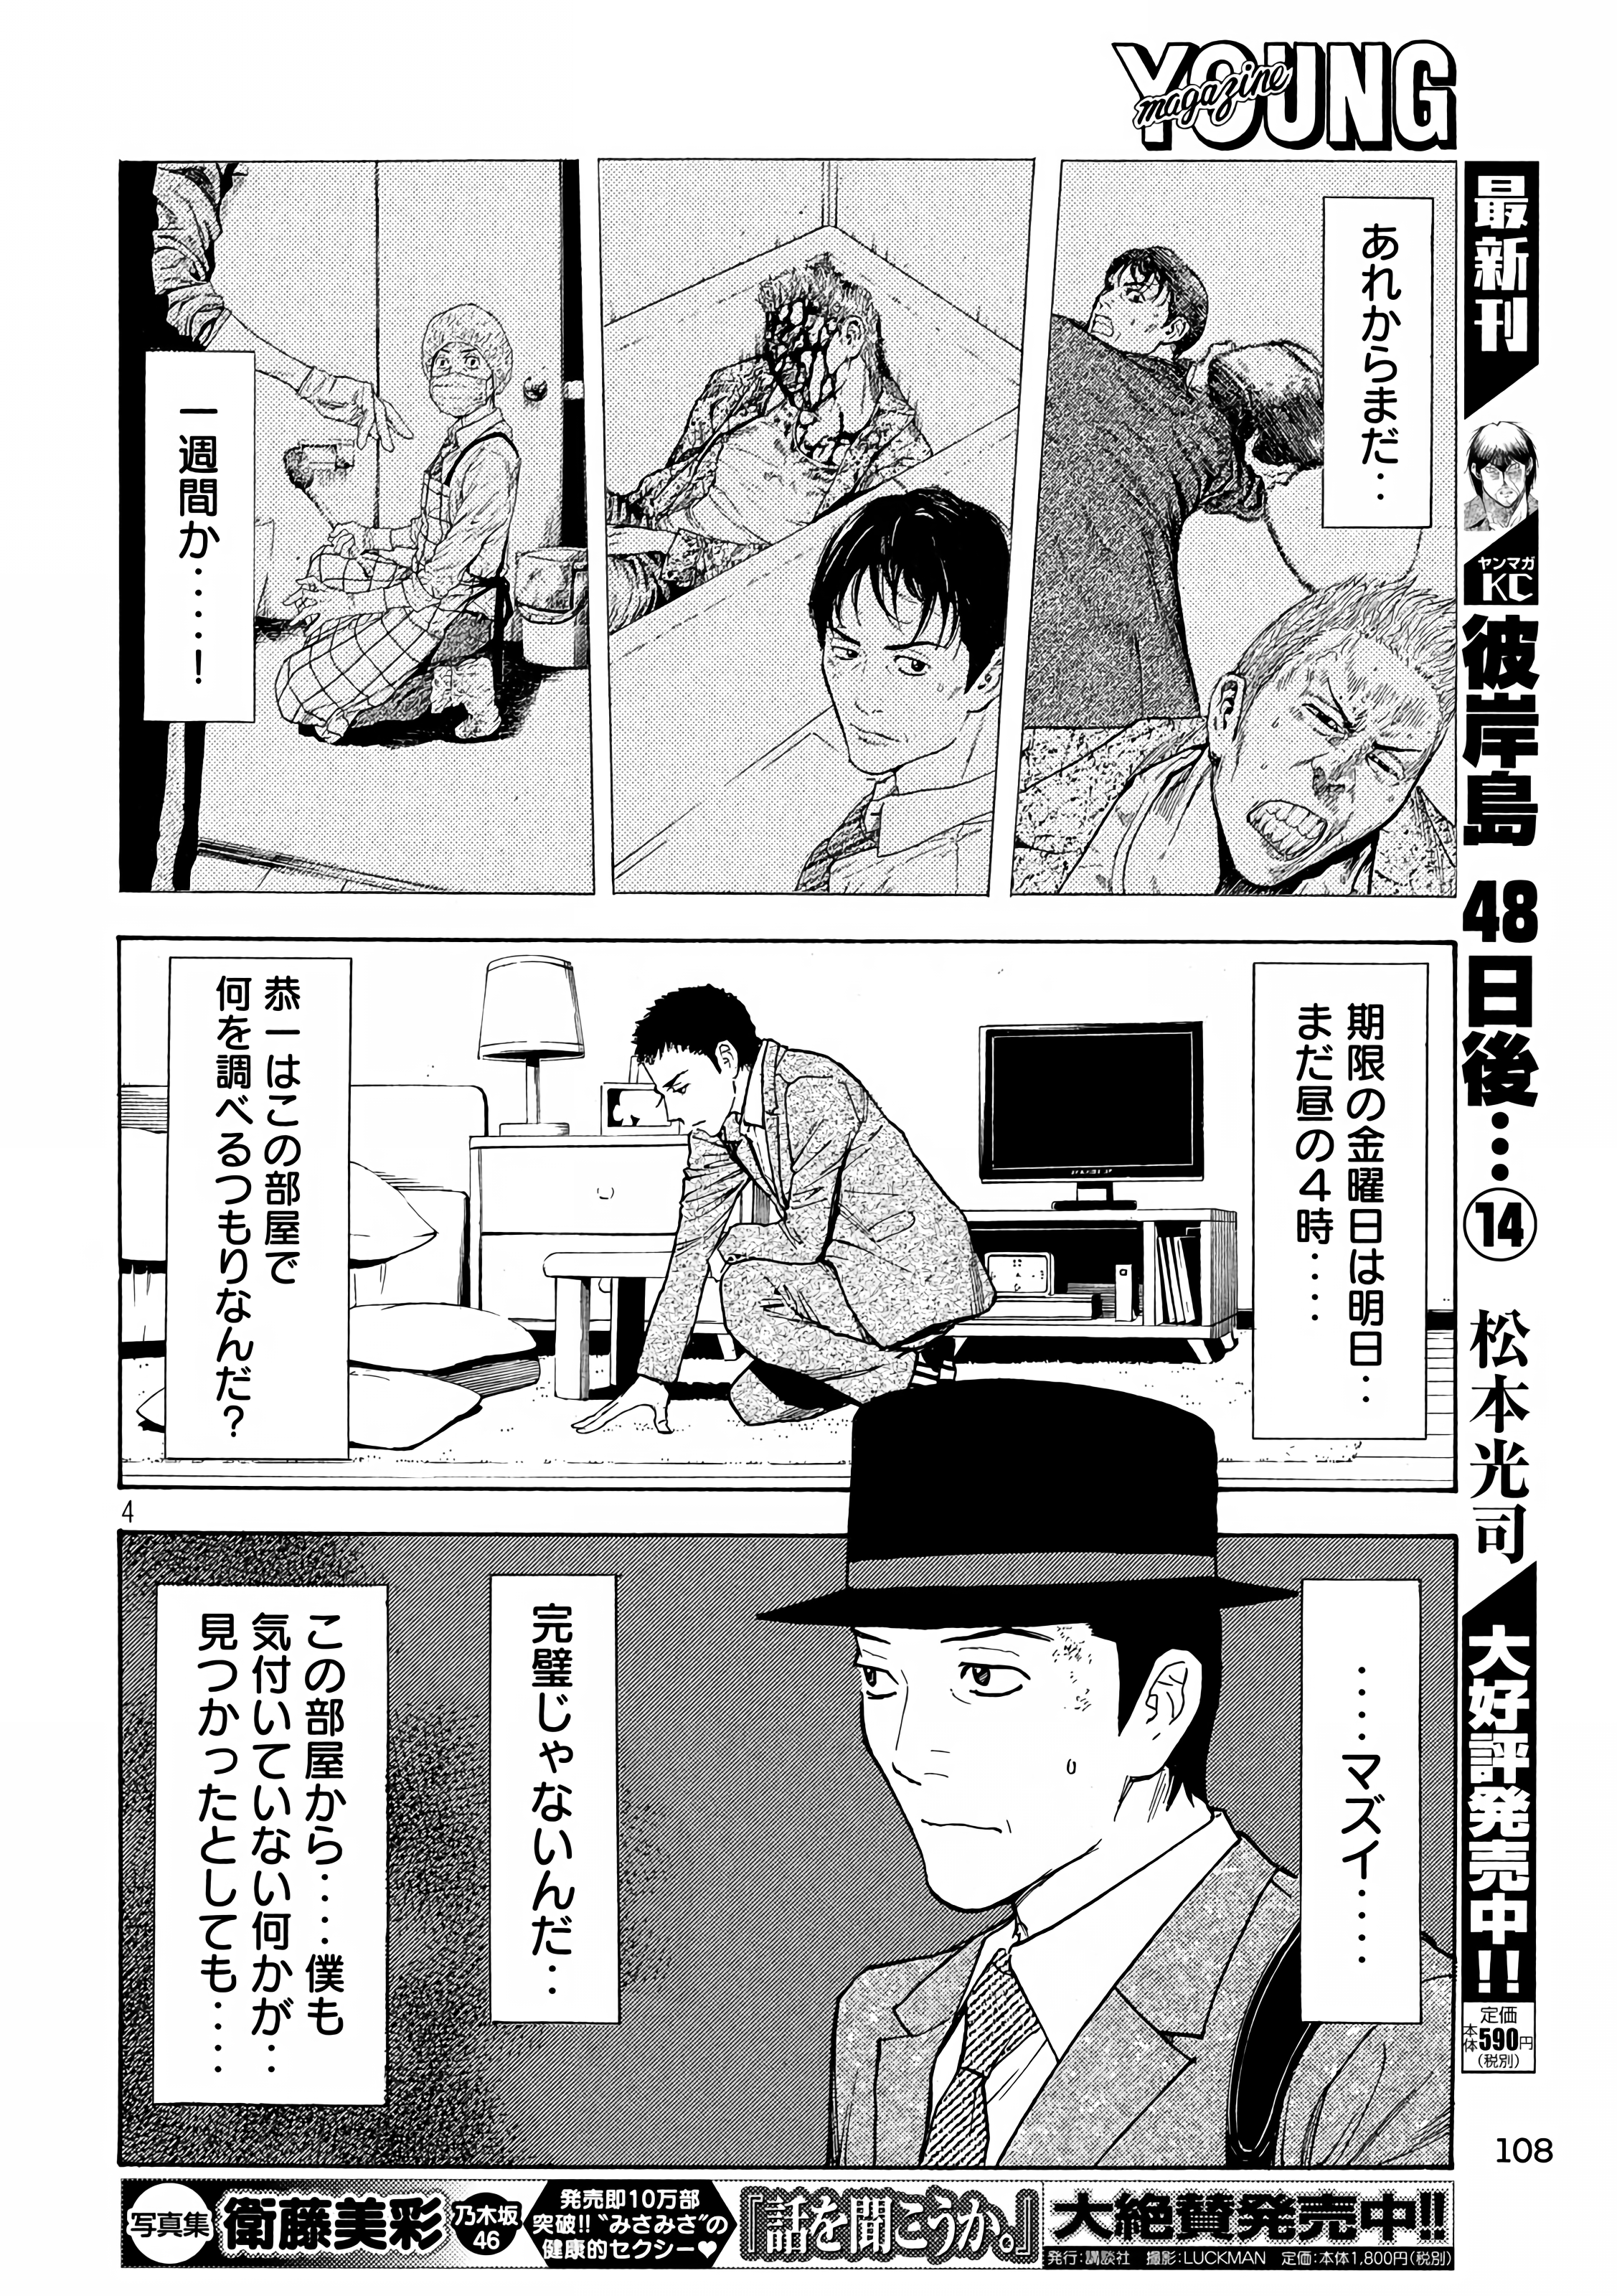 YOUNG
magazine
あれからまだ‥
一週間か‥‥‥!
期限の金曜日は明日‥
まだ昼の4時‥‥
恭一はこの部屋で
何を調べるつもりなんだ?
4
‥‥マズイ‥‥
完璧じゃないんだ‥
この部屋から‥‥僕も
気付いていない何かが‥
見つかったとしても‥‥
最新刊
ヤンマガ
KC
彼岸島 48日後…⑭
松本光司
大好評発売中!!
定価
本体590円
(税別)
108
写真集
衛藤美彩
乃木坂
46
発売即10万部
突破!!“みさみさ”の
健康的セクシー♥
『話を聞こうか。』
大絶賛発売中!!
発行:講談社 撮影:LUCKMAN 定価:本体1,800円(税別)